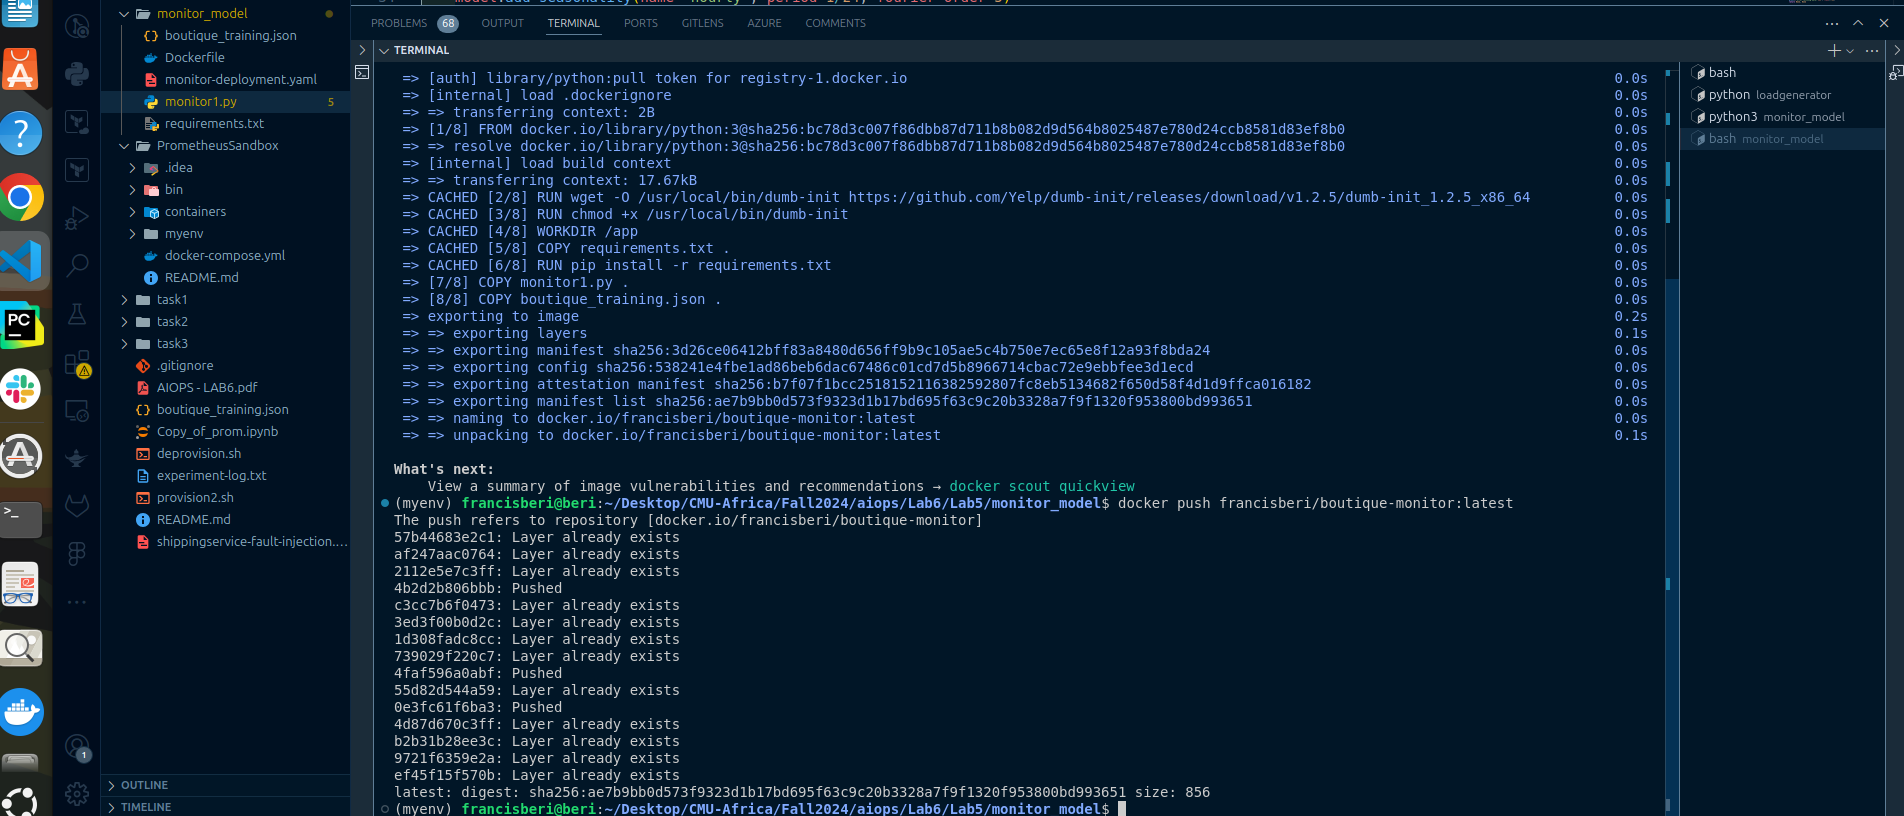 monitor_model
boutique_training.json
Dockerfile
monitor-deployment.yaml
monitor1.py 5
requirements.txt
PrometheusSandbox
.idea
bin
containers
myenv
docker-compose.yml
README.md
task1
task2
task3
.gitignore
AIOPS - LAB6.pdf
boutique_training.json
Copy_of_prom.ipynb
deprovision.sh
experiment-log.txt
provision2.sh
README.md
shippingservice-fault-injection....
OUTLINE
TIMELINE
PROBLEMS 68 OUTPUT TERMINAL PORTS GITLENS AZURE COMMENTS
TERMINAL
=> [auth] library/python:pull token for registry-1.docker.io 0.0s
=> [internal] load .dockerignore 0.0s
=> => transferring context: 2B 0.0s
=> [1/8] FROM docker.io/library/python:3@sha256:bc78d3c007f86dbb87d711b8b082d9d564b8025487e780d24ccb8581d83ef8b0 0.0s
=> => resolve docker.io/library/python:3@sha256:bc78d3c007f86dbb87d711b8b082d9d564b8025487e780d24ccb8581d83ef8b0 0.0s
=> [internal] load build context 0.0s
=> => transferring context: 17.67kB 0.0s
=> CACHED [2/8] RUN wget -O /usr/local/bin/dumb-init https://github.com/Yelp/dumb-init/releases/download/v1.2.5/dumb-init_1.2.5_x86_64 0.0s
=> CACHED [3/8] RUN chmod +x /usr/local/bin/dumb-init 0.0s
=> CACHED [4/8] WORKDIR /app 0.0s
=> CACHED [5/8] COPY requirements.txt . 0.0s
=> CACHED [6/8] RUN pip install -r requirements.txt 0.0s
=> [7/8] COPY monitor1.py . 0.0s
=> [8/8] COPY boutique_training.json . 0.0s
=> exporting to image 0.2s
=> => exporting layers 0.1s
=> => exporting manifest sha256:3d26ce06412bff83a8480d656ff9b9c105ae5c4b750e7ec65e8f12a93f8bda24 0.0s
=> => exporting config sha256:538241e4fbe1ad86beb6dac67486c01cd7d5b8966714cbac72e9ebbfee3d1ecd 0.0s
=> => exporting attestation manifest sha256:b7f07f1bcc2518152116382592807fc8eb5134682f650d58f4d1d9ffca016182 0.0s
=> => exporting manifest list sha256:ae7b9bb0d573f9323d1b17bd695f63c9c20b3328a7f9f1320f953800bd993651 0.0s
=> => naming to docker.io/francisberi/boutique-monitor:latest 0.0s
=> => unpacking to docker.io/francisberi/boutique-monitor:latest 0.1s
What's next:
View a summary of image vulnerabilities and recommendations → docker scout quickview
(myenv) francisberi@beri:~/Desktop/CMU-Africa/Fall2024/aiops/Lab6/Lab5/monitor_model$ docker push francisberi/boutique-monitor:latest
The push refers to repository [docker.io/francisberi/boutique-monitor]
57b44683e2c1: Layer already exists
af247aac0764: Layer already exists
2112e5e7c3ff: Layer already exists
4b2d2b806bbb: Pushed
c3cc7b6f0473: Layer already exists
3ed3f00b0d2c: Layer already exists
1d308fadc8cc: Layer already exists
739029f220c7: Layer already exists
4faf596a0abf: Pushed
55d82d544a59: Layer already exists
0e3fc61f6ba3: Pushed
4d87d670c3ff: Layer already exists
b2b31b28ee3c: Layer already exists
9721f6359e2a: Layer already exists
ef45f15f570b: Layer already exists
latest: digest: sha256:ae7b9bb0d573f9323d1b17bd695f63c9c20b3328a7f9f1320f953800bd993651 size: 856
(myenv) francisberi@beri:~/Desktop/CMU-Africa/Fall2024/aiops/Lab6/Lab5/monitor_model$
bash
python loadgenerator
python3 monitor_model
bash monitor_model
PC
1